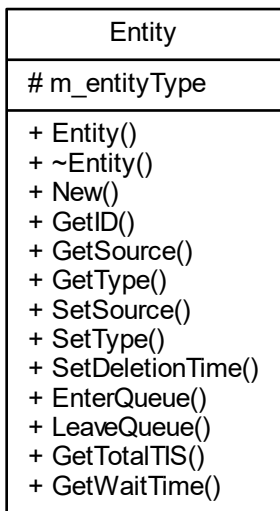 Entity
# m_entityType
+ Entity()
+ ~Entity()
+ New()
+ GetID()
+ GetSource()
+ GetType()
+ SetSource()
+ SetType()
+ SetDeletionTime()
+ EnterQueue()
+ LeaveQueue()
+ GetTotalTIS()
+ GetWaitTime()